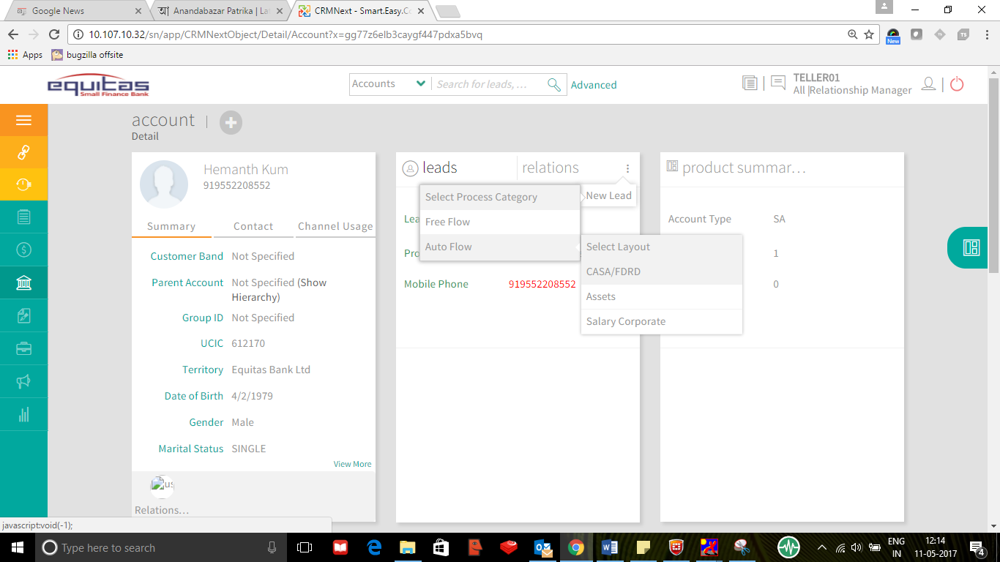 Google News
Anandabazar Patrika | La
CRMNext - Smart.Easy.Co
10.107.10.32/sn/app/CRMNextObject/Detail/Account?x=gg77z6elb3caygf447pdxa5bvq
New
Apps
bugzilla offsite
equitas
Small Finance Bank
Accounts
Search for leads, ...
Advanced
TELLER01
All |Relationship Manager
account
Detail
Hemanth Kum
919552208552
Summary
Contact
Channel Usage
Customer Band Not Specified
Parent Account Not Specified (Show
Hierarchy)
Group ID Not Specified
UCIC 612170
Territory Equitas Bank Ltd
Date of Birth 4/2/1979
Gender Male
Marital Status SINGLE
View More
us
Relations...
leads
relations
New Lead
Select Process Category
Free Flow
Auto Flow
Lea
Pro
Mobile Phone 919552208552
Select Layout
CASA/FDRD
Assets
Salary Corporate
product summar...
Account Type SA
1
0
javascript:void(-1);
Type here to search
ENG
IN
12:14
11-05-2017
4